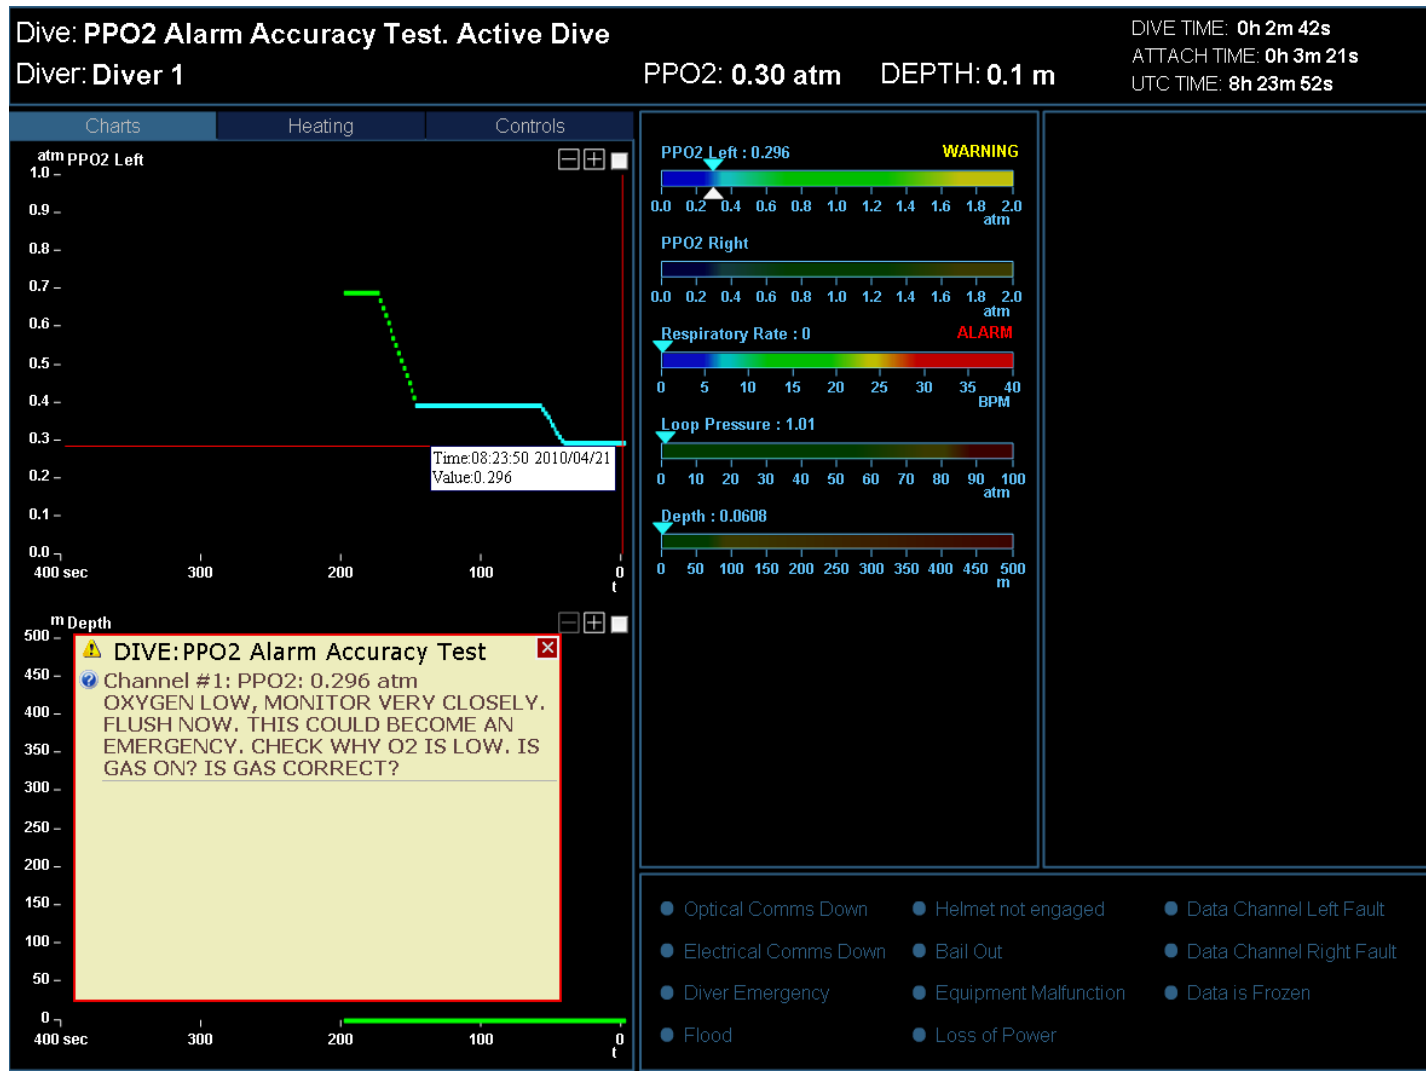 Dive: PPO2 Alarm Accuracy Test. Active Dive
Diver: Diver 1
PPO2: 0.30 atm DEPTH: 0.1 m
DIVE TIME: 0h 2m 42s
ATTACH TIME: 0h 3m 21s
UTC TIME: 8h 23m 52s
Charts Heating Controls
atm PPO2 Left
1.0
0.9
0.8
0.7
0.6
0.5
0.4
0.3
0.2
0.1
0.0
400 sec 300 200 100 0
t
Time:08:23:50 2010/04/21
Value:0.296
m Depth
500
450
400
350
300
250
200
150
100
50
0
400 sec 300 200 100 0
t
DIVE:PPO2 Alarm Accuracy Test
Channel #1: PPO2: 0.296 atm
OXYGEN LOW, MONITOR VERY CLOSELY.
FLUSH NOW. THIS COULD BECOME AN
EMERGENCY. CHECK WHY O2 IS LOW. IS
GAS ON? IS GAS CORRECT?
PPO2 Left : 0.296 WARNING
0.0 0.2 0.4 0.6 0.8 1.0 1.2 1.4 1.6 1.8 2.0
atm
PPO2 Right
0.0 0.2 0.4 0.6 0.8 1.0 1.2 1.4 1.6 1.8 2.0
atm
Respiratory Rate : 0 ALARM
0 5 10 15 20 25 30 35 40
BPM
Loop Pressure : 1.01
0 10 20 30 40 50 60 70 80 90 100
atm
Depth : 0.0608
0 50 100 150 200 250 300 350 400 450 500
m
Optical Comms Down Helmet not engaged Data Channel Left Fault
Electrical Comms Down Bail Out Data Channel Right Fault
Diver Emergency Equipment Malfunction Data is Frozen
Flood Loss of Power